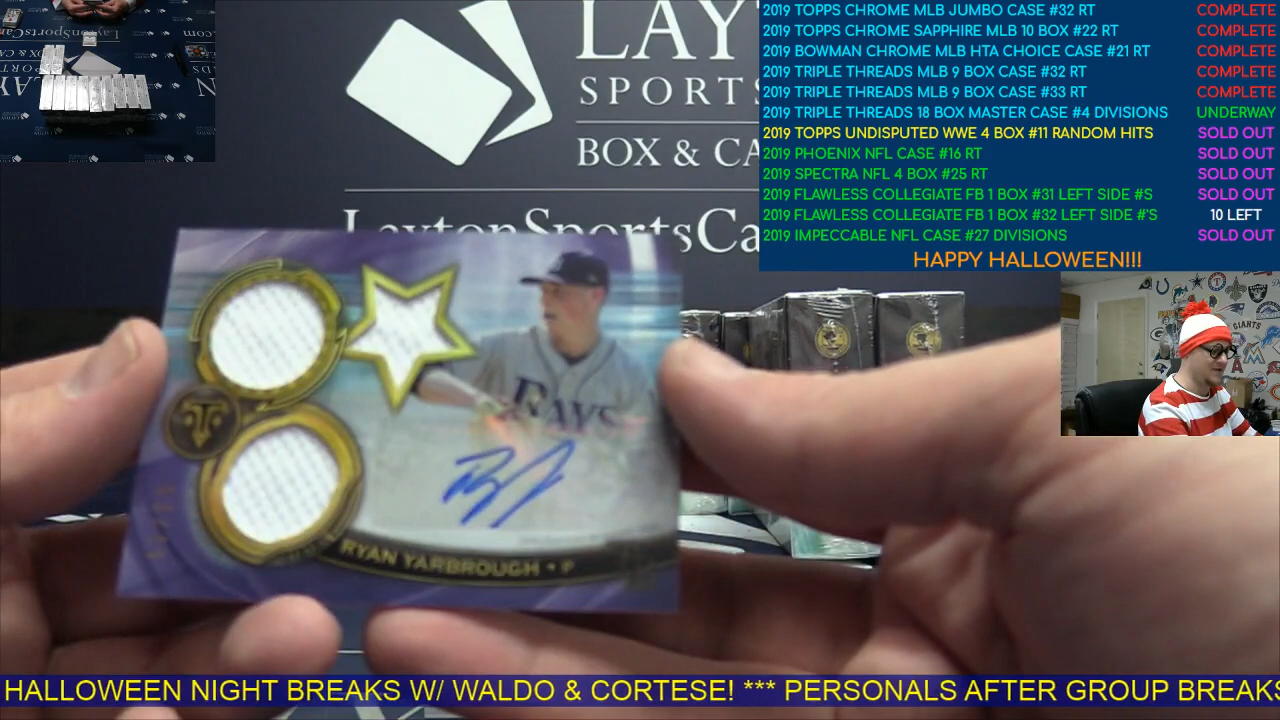 2019 TOPPS CHROME MLB JUMBO CASE #32 RT COMPLETE
2019 TOPPS CHROME SAPPHIRE MLB 10 BOX #22 RT COMPLETE
2019 BOWMAN CHROME MLB HTA CHOICE CASE #21 RT COMPLETE
2019 TRIPLE THREADS MLB 9 BOX CASE #32 RT COMPLETE
2019 TRIPLE THREADS MLB 9 BOX CASE #33 RT COMPLETE
2019 TRIPLE THREADS 18 BOX MASTER CASE #4 DIVISIONS UNDERWAY
2019 TOPPS UNDISPUTED WWE 4 BOX #11 RANDOM HITS SOLD OUT
2019 PHOENIX NFL CASE #16 RT SOLD OUT
2019 SPECTRA NFL 4 BOX #25 RT SOLD OUT
2019 FLAWLESS COLLEGIATE FB 1 BOX #31 LEFT SIDE #S SOLD OUT
2019 FLAWLESS COLLEGIATE FB 1 BOX #32 LEFT SIDE #'S 10 LEFT
2019 IMPECCABLE NFL CASE #27 DIVISIONS SOLD OUT
HAPPY HALLOWEEN!!!
LAY
SPORTS
BOX & CA
LaytonSportsCa
GIANTS
RAYS
RYAN YARBROUGH • P
HALLOWEEN NIGHT BREAKS W/ WALDO & CORTESE! *** PERSONALS AFTER GROUP BREAKS